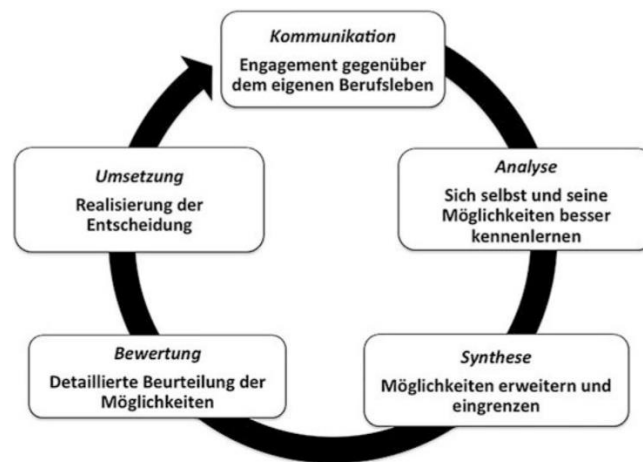 Kommunikation
Engagement gegenüber
dem eigenen Berufsleben
Analyse
Sich selbst und seine
Möglichkeiten besser
kennenlernen
Synthese
Möglichkeiten erweitern und
eingrenzen
Bewertung
Detaillierte Beurteilung der
Möglichkeiten
Umsetzung
Realisierung der
Entscheidung